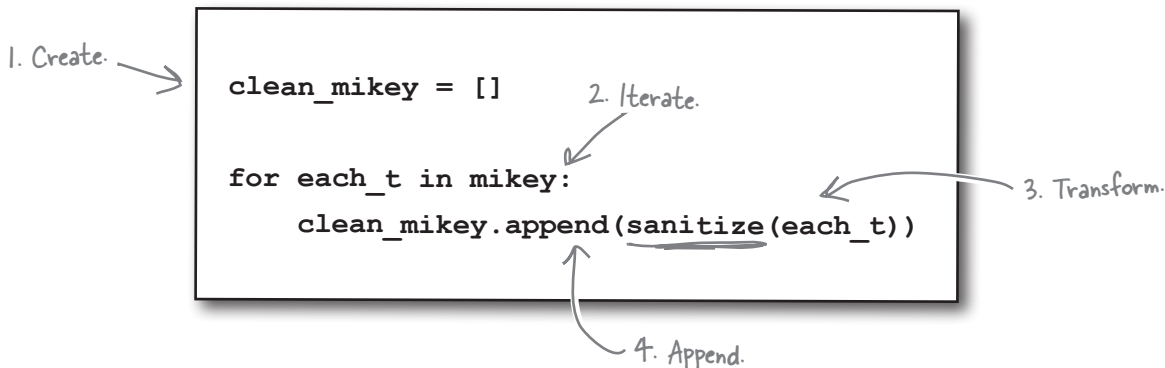 1. Create.
clean_mikey = []
2. Iterate.
for each_t in mikey:
3. Transform.
    clean_mikey.append(sanitize(each_t))
4. Append.